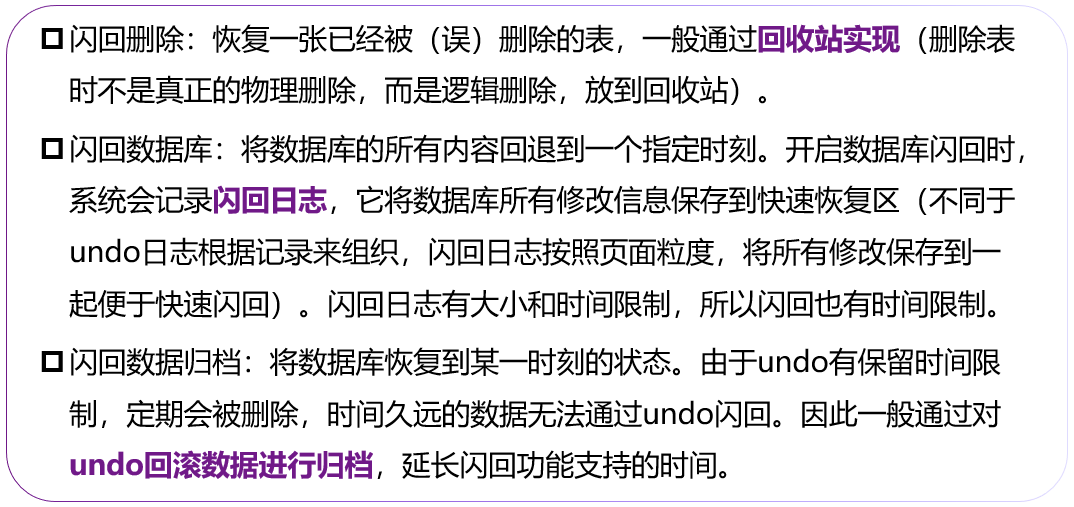 闪回删除：恢复一张已经被（误）删除的表，一般通过回收站实现（删除表
时不是真正的物理删除，而是逻辑删除，放到回收站）。
闪回数据库：将数据库的所有内容回退到一个指定时刻。开启数据库闪回时，
系统会记录闪回日志，它将数据库所有修改信息保存到快速恢复区（不同于
undo日志根据记录来组织，闪回日志按照页面粒度，将所有修改保存到一
起便于快速闪回）。闪回日志有大小和时间限制，所以闪回也有时间限制。
闪回数据归档：将数据库恢复到某一时刻的状态。由于undo有保留时间限
制，定期会被删除，时间久远的数据无法通过undo闪回。因此一般通过对
undo回滚数据进行归档，延长闪回功能支持的时间。